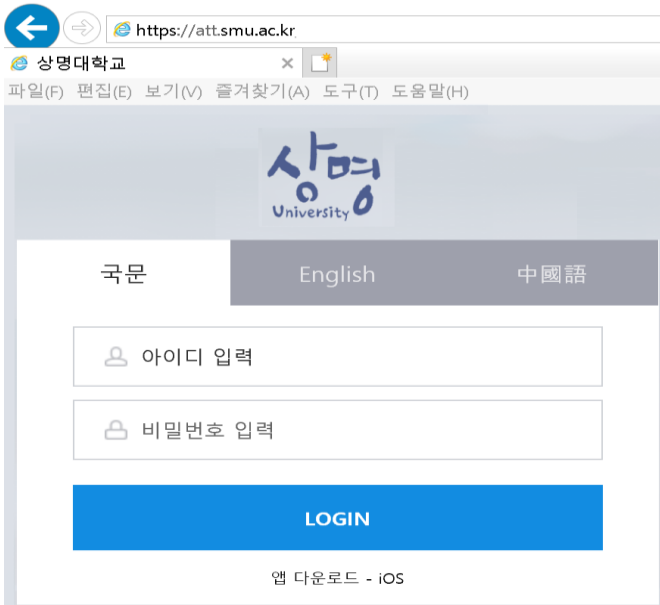 https://att.smu.ac.kr
상명대학교
파일(F) 편집(E) 보기(V) 즐겨찾기(A) 도구(T) 도움말(H)
상명
University
국문 English 中國語
아이디 입력
비밀번호 입력
LOGIN
앱 다운로드 - iOS